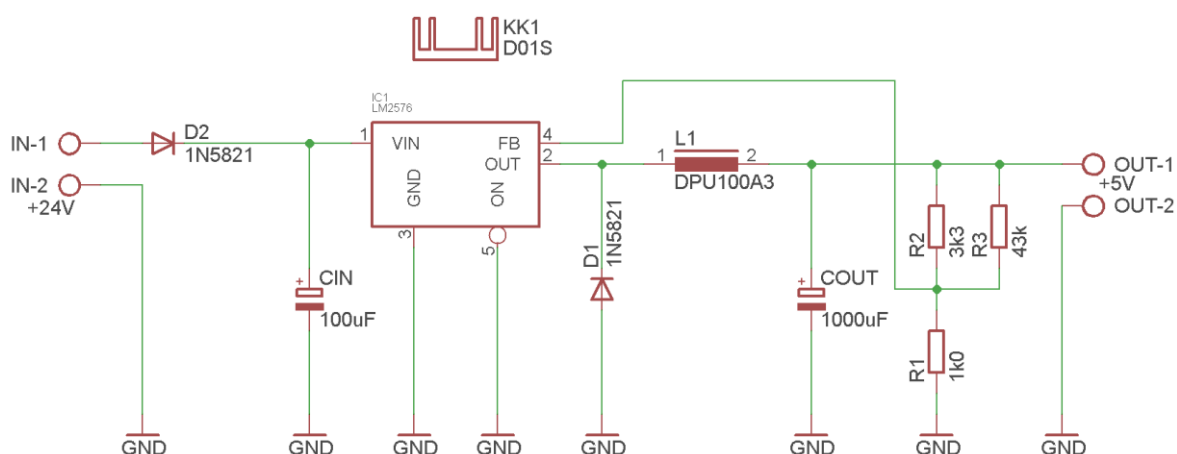 KK1
D01S
IC1
LM2576
IN-1
D2
1N5821
1
VIN
FB
4
OUT
2
GND
ON
3
5
IN-2
+24V
L1
1
2
DPU100A3
OUT-1
+5V
OUT-2
D1
1N5821
R2
3k3
R3
43k
CIN
+
100uF
COUT
+
1000uF
R1
1k0
GND
GND
GND
GND
GND
GND
GND
GND